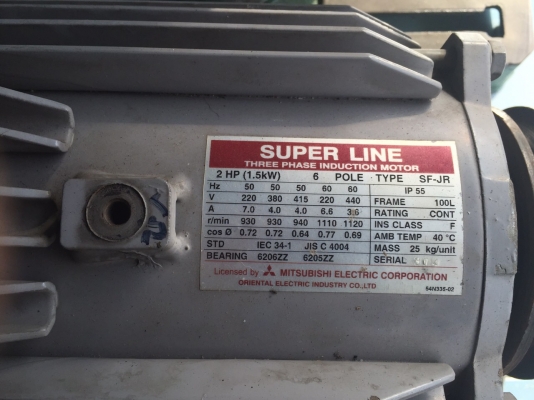 SUPER LINE
THREE PHASE INDUCTION MOTOR
2 HP (1.5kW) 6 POLE TYPE SF-JR
Hz 50 50 50 60 60 IP 55
V 220 380 415 220 440 FRAME 100L
A 7.0 4.0 4.0 6.6 3.6 RATING CONT
r/min 930 930 940 1110 1120 INS CLASS F
cos Ø 0.72 0.72 0.64 0.77 0.69 AMB TEMP 40 °C
STD IEC 34-1 JIS C 4004 MASS 25 kg/unit
BEARING 6206ZZ 6205ZZ SERIAL
Licensed by MITSUBISHI ELECTRIC CORPORATION
ORIENTAL ELECTRIC INDUSTRY CO.,LTD
54N335-02